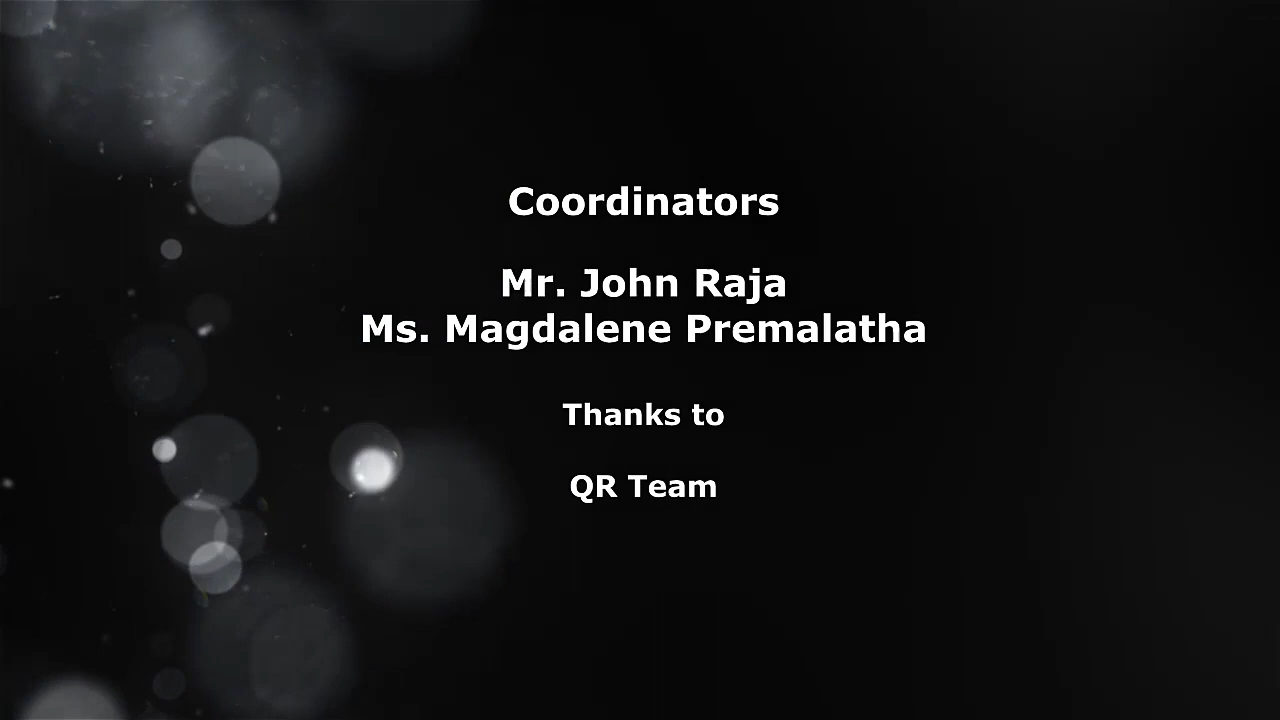 Coordinators
Mr. John Raja
Ms. Magdalene Premalatha
Thanks to
QR Team